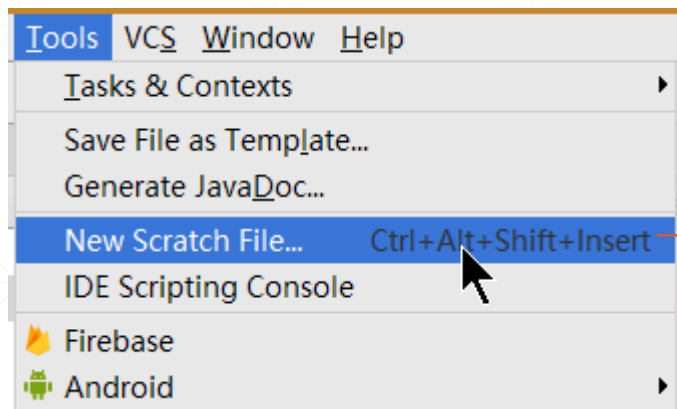 Tools VCS Window Help
Tasks & Contexts
Save File as Template...
Generate JavaDoc...
New Scratch File... Ctrl+Alt+Shift+Insert
IDE Scripting Console
Firebase
Android